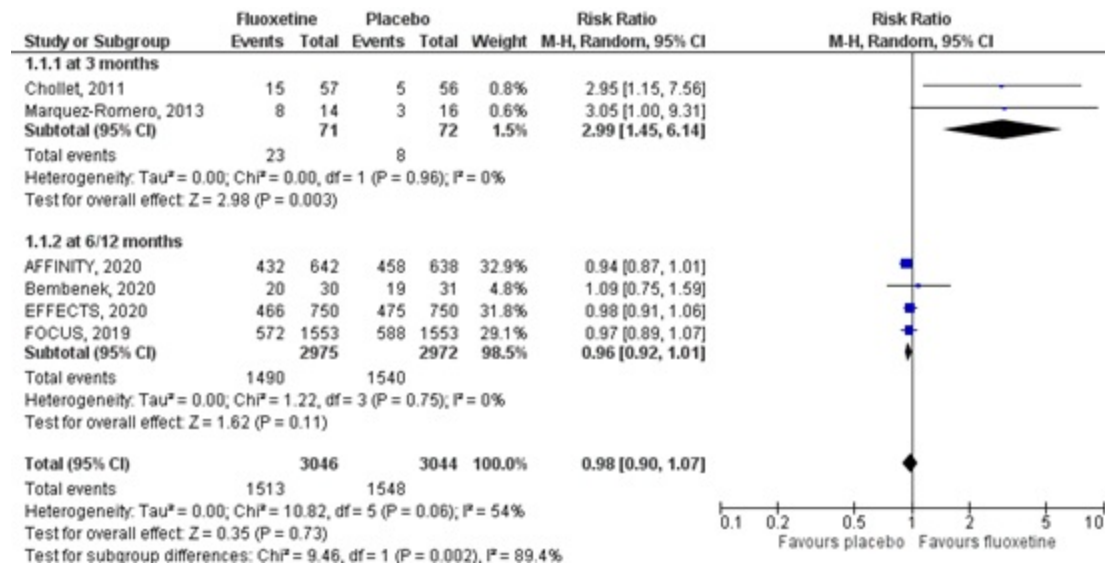 Fluoxetine Placebo Risk Ratio Risk Ratio
Study or Subgroup Events Total Events Total Weight M-H, Random, 95% CI M-H, Random, 95% CI
1.1.1 at 3 months
Chollet, 2011 15 57 5 56 0.8% 2.95 [1.15, 7.56]
Marquez-Romero, 2013 8 14 3 16 0.6% 3.05 [1.00, 9.31]
Subtotal (95% CI) 71 72 1.5% 2.99 [1.45, 6.14]
Total events 23 8
Heterogeneity: Tau² = 0.00; Chi² = 0.00, df = 1 (P = 0.96); I² = 0%
Test for overall effect: Z = 2.98 (P = 0.003)
1.1.2 at 6/12 months
AFFINITY, 2020 432 642 458 638 32.9% 0.94 [0.87, 1.01]
Bembenek, 2020 20 30 19 31 4.8% 1.09 [0.75, 1.59]
EFFECTS, 2020 466 750 475 750 31.8% 0.98 [0.91, 1.06]
FOCUS, 2019 572 1553 588 1553 29.1% 0.97 [0.89, 1.07]
Subtotal (95% CI) 2975 2972 98.5% 0.96 [0.92, 1.01]
Total events 1490 1540
Heterogeneity: Tau² = 0.00; Chi² = 1.22, df = 3 (P = 0.75); I² = 0%
Test for overall effect: Z = 1.62 (P = 0.11)
Total (95% CI) 3046 3044 100.0% 0.98 [0.90, 1.07]
Total events 1513 1548
Heterogeneity: Tau² = 0.00; Chi² = 10.82, df = 5 (P = 0.06); I² = 54%
Test for overall effect: Z = 0.35 (P = 0.73)
Test for subgroup differences: Chi² = 9.46, df = 1 (P = 0.002), I² = 89.4%
0.1 0.2 0.5 1 2 5 10
Favours placebo Favours fluoxetine